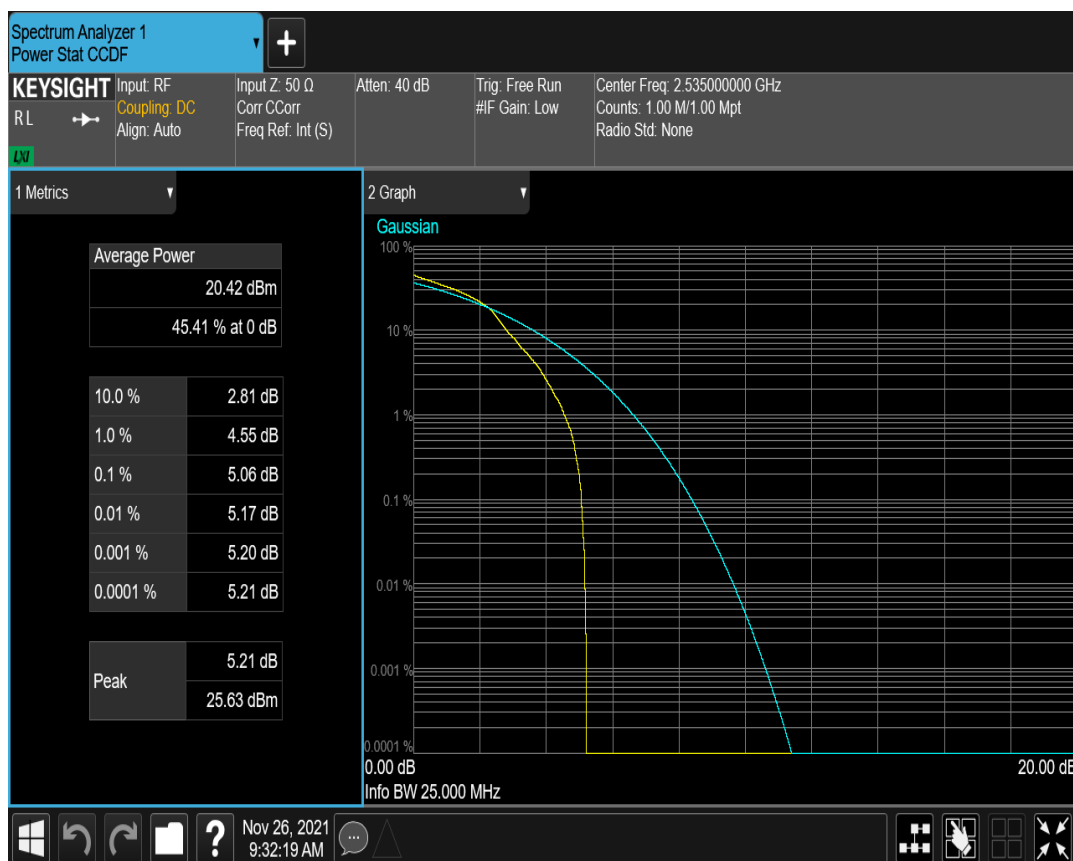 Spectrum Analyzer 1
Power Stat CCDF
KEYSIGHT
R L
LXI
Input: RF
Coupling: DC
Align: Auto
Input Z: 50 Ω
Corr CCorr
Freq Ref: Int (S)
Atten: 40 dB
Trig: Free Run
#IF Gain: Low
Center Freq: 2.535000000 GHz
Counts: 1.00 M/1.00 Mpt
Radio Std: None
1 Metrics
Average Power
20.42 dBm
45.41 % at 0 dB
10.0 % 2.81 dB
1.0 % 4.55 dB
0.1 % 5.06 dB
0.01 % 5.17 dB
0.001 % 5.20 dB
0.0001 % 5.21 dB
Peak
5.21 dB
25.63 dBm
2 Graph
Gaussian
100 %
10 %
1 %
0.1 %
0.01 %
0.001 %
0.0001 %
0.00 dB 20.00 dB
Info BW 25.000 MHz
Nov 26, 2021
9:32:19 AM